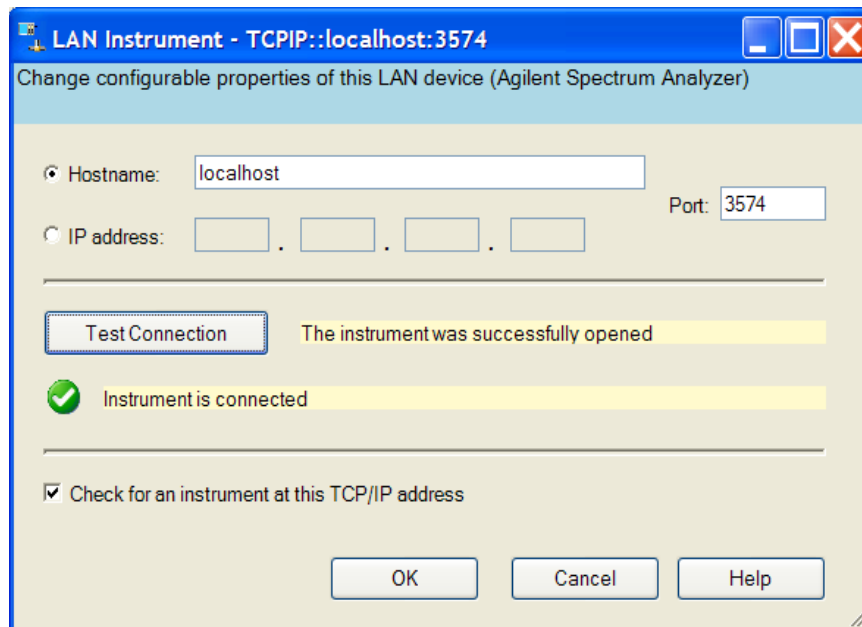 LAN Instrument - TCPIP::localhost:3574
Change configurable properties of this LAN device (Agilent Spectrum Analyzer)
Hostname: localhost
Port: 3574
IP address: . . .
Test Connection The instrument was successfully opened
Instrument is connected
Check for an instrument at this TCP/IP address
OK Cancel Help